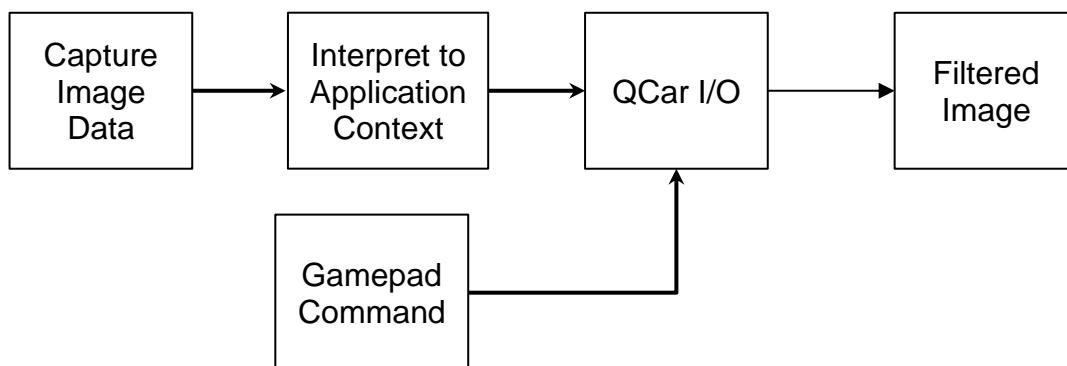 Capture
Image
Data
Interpret to
Application
Context
QCar I/O
Filtered
Image
Gamepad
Command